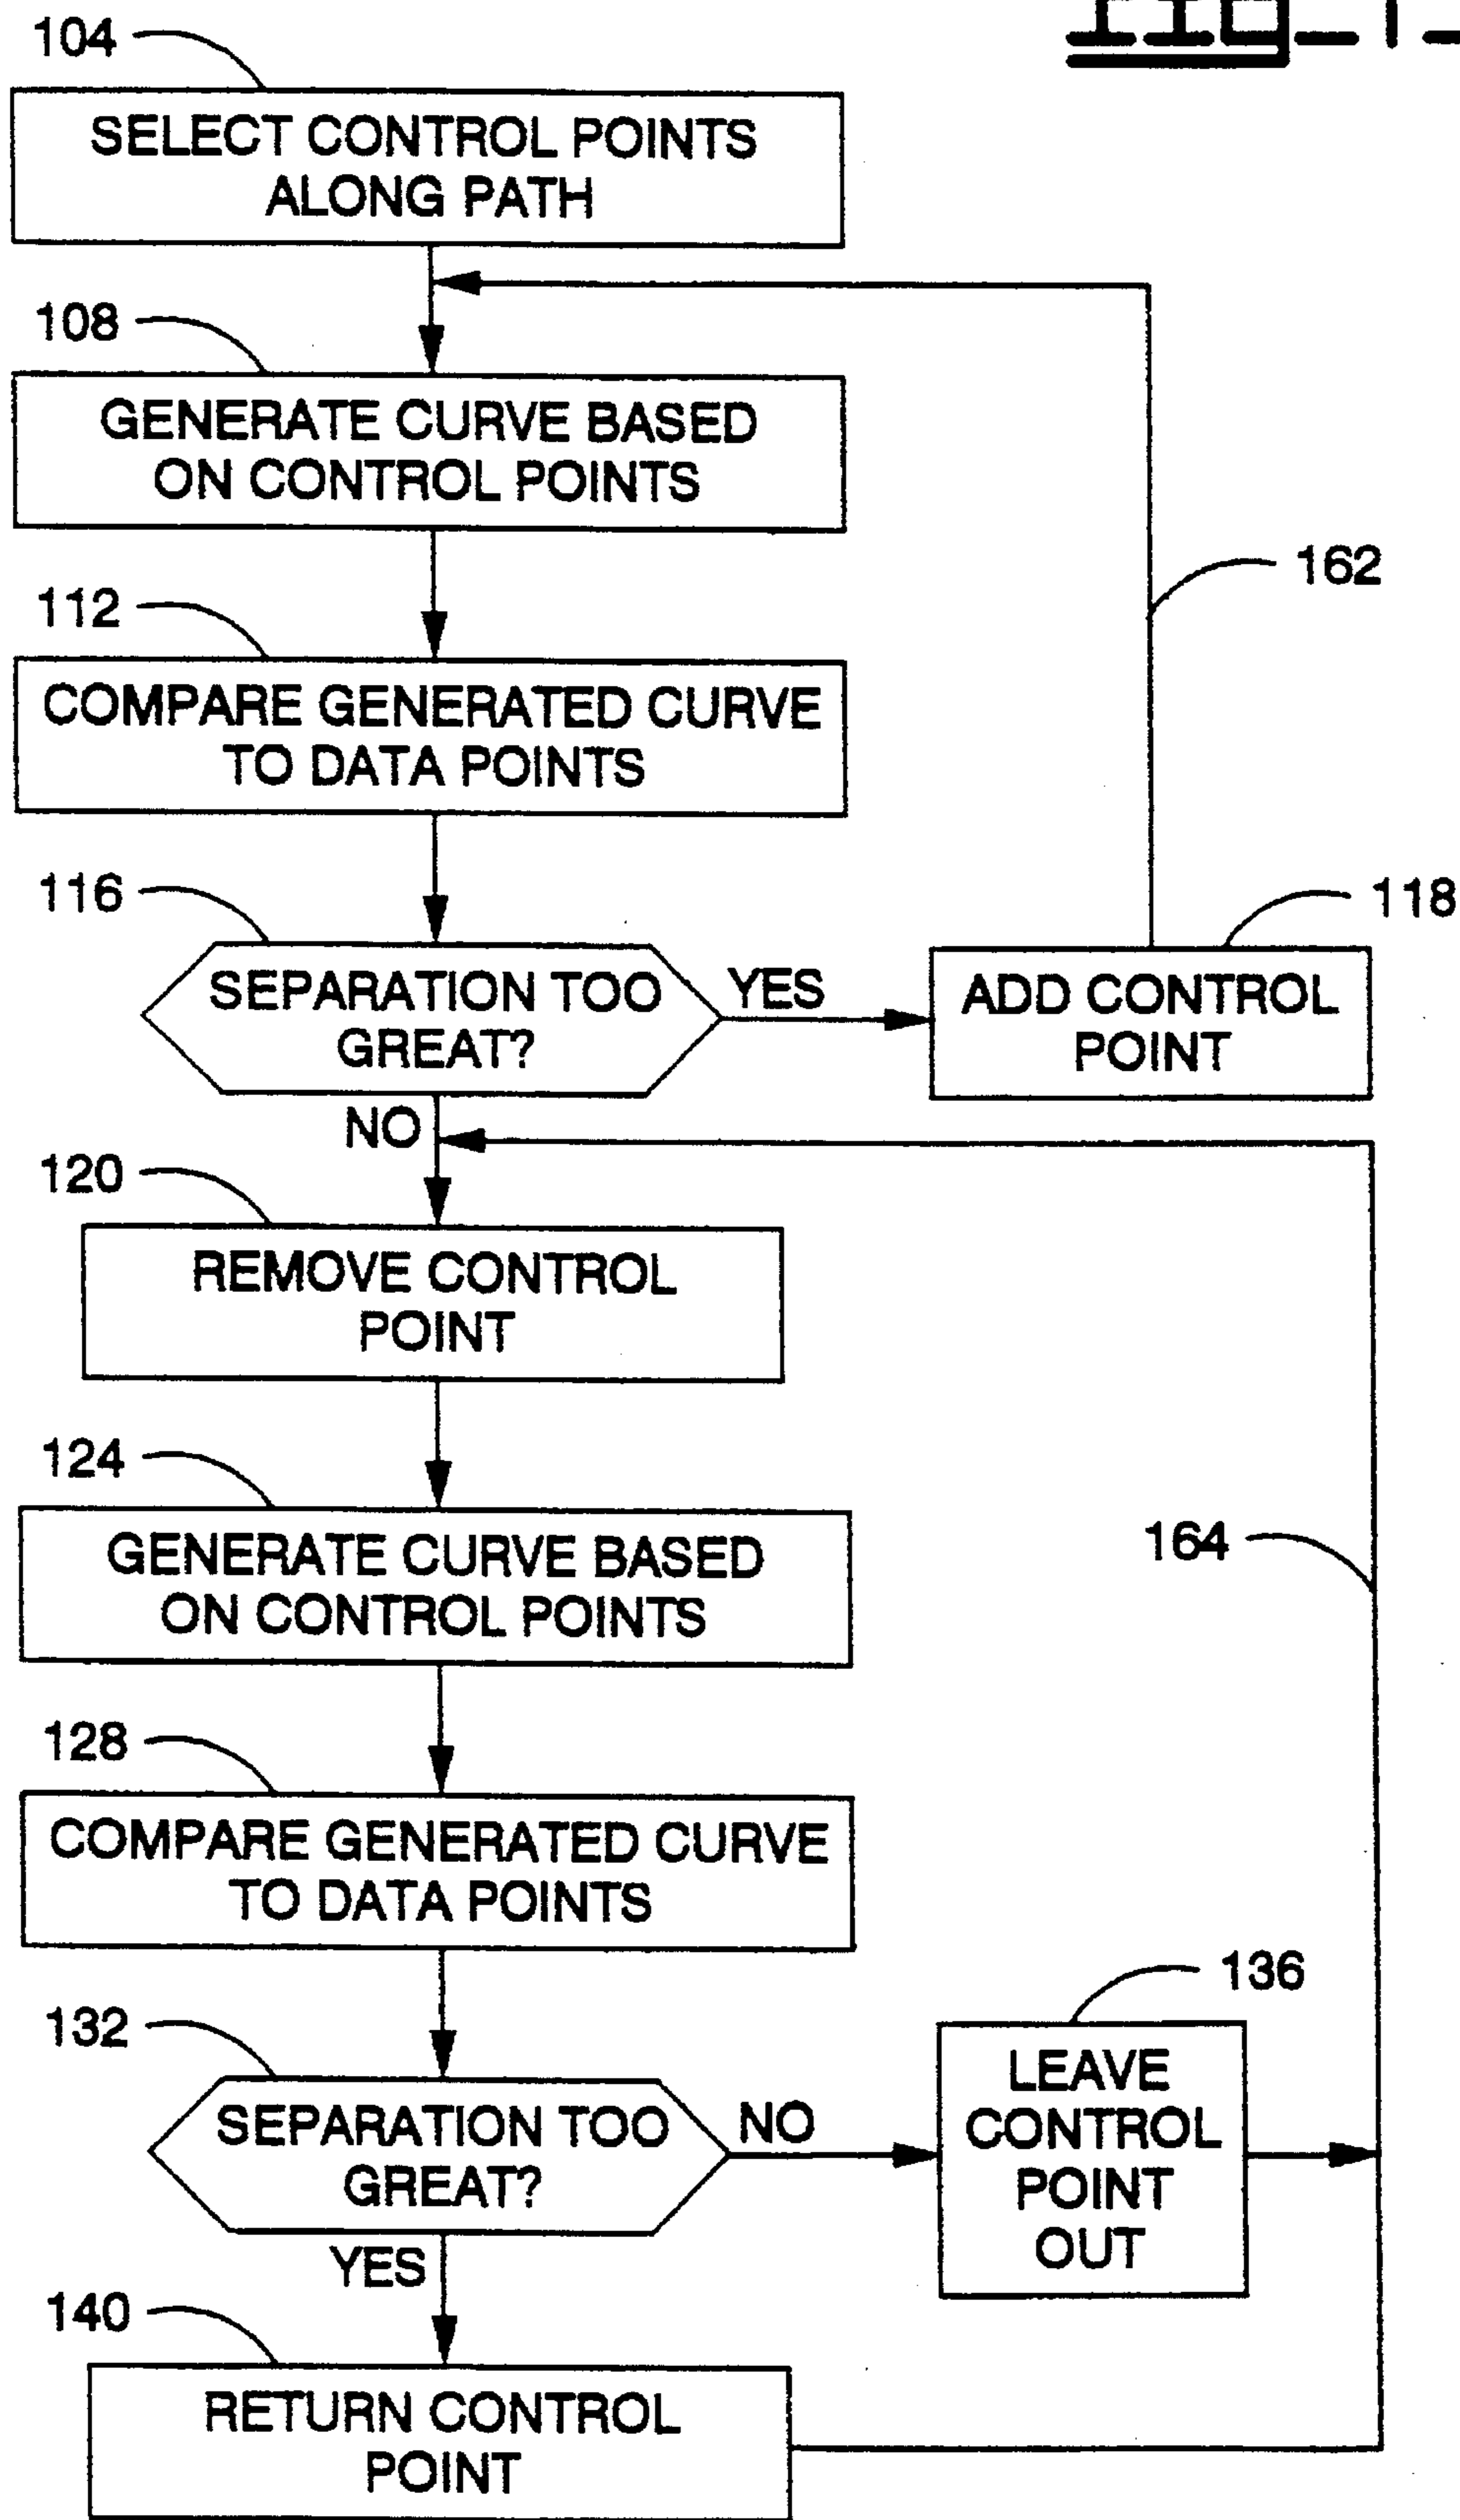 104
SELECT CONTROL POINTS
ALONG PATH
108
GENERATE CURVE BASED
ON CONTROL POINTS
162
112
COMPARE GENERATED CURVE
TO DATA POINTS
116
SEPARATION TOO
GREAT?
YES
118
ADD CONTROL
POINT
NO
120
REMOVE CONTROL
POINT
124
GENERATE CURVE BASED
ON CONTROL POINTS
164
128
COMPARE GENERATED CURVE
TO DATA POINTS
132
SEPARATION TOO
GREAT?
NO
136
LEAVE
CONTROL
POINT
OUT
YES
140
RETURN CONTROL
POINT